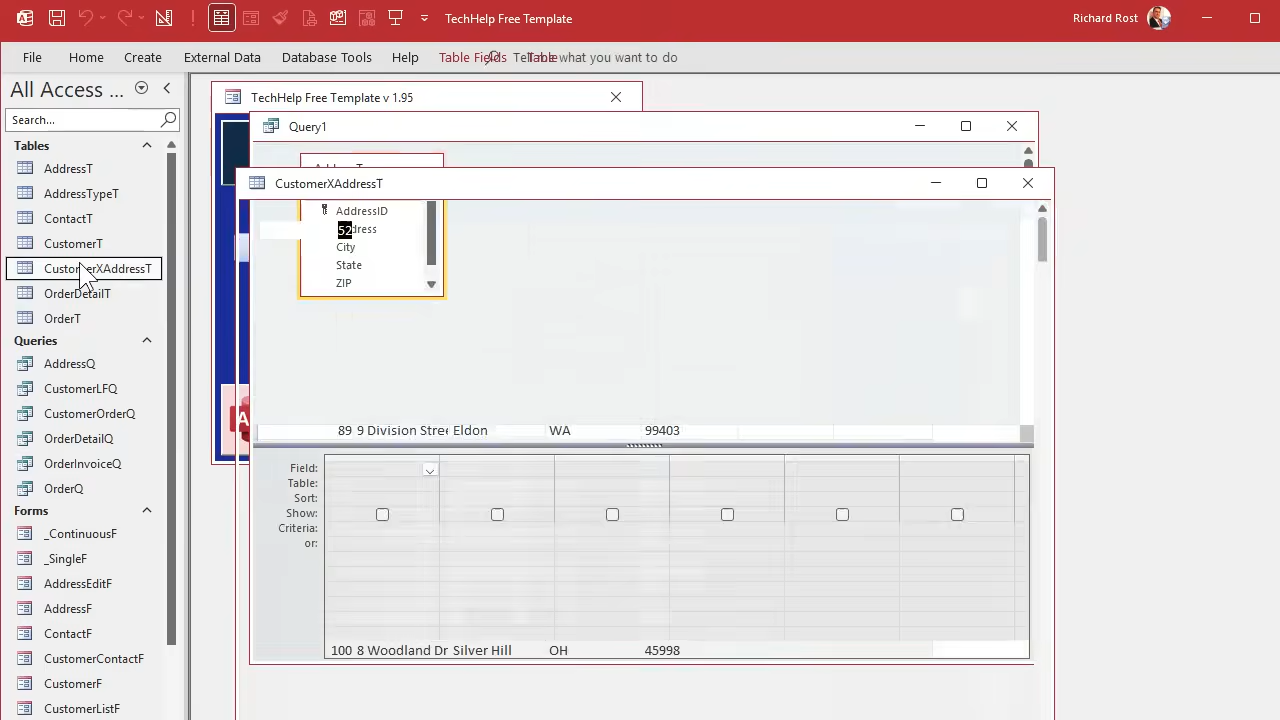 TechHelp Free Template
Richard Rost
File
Home
Create
External Data
Database Tools
Help
Table Fields
Table
Tell me what you want to do
All Access ...
Search...
Tables
AddressT
AddressTypeT
ContactT
CustomerT
CustomerXAddressT
OrderDetailT
OrderT
Queries
AddressQ
CustomerLFQ
CustomerOrderQ
OrderDetailQ
OrderInvoiceQ
OrderQ
Forms
_ContinuousF
_SingleF
AddressEditF
AddressF
ContactF
CustomerContactF
CustomerF
CustomerListF
TechHelp Free Template v 1.95
Query1
CustomerXAddressT
AddressID
52
City
State
ZIP
89 9 Division Stree Eldon WA 99403
Field:
Table:
Sort:
Show:
Criteria:
or:
100 8 Woodland Dr Silver Hill OH 45998